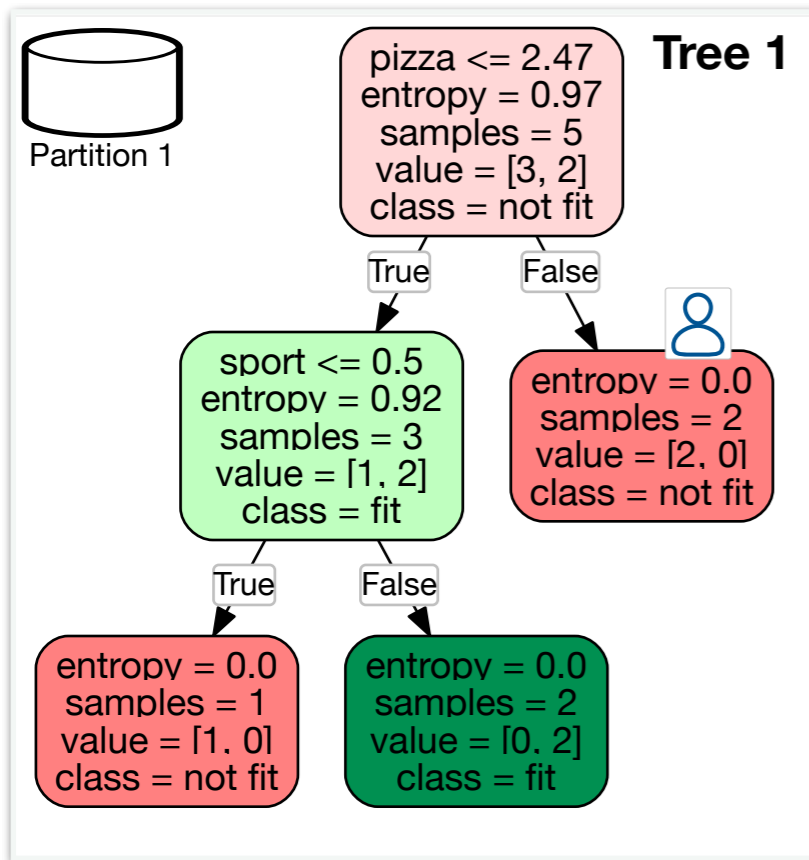 Tree 1
Partition 1
pizza <= 2.47
entropy = 0.97
samples = 5
value = [3, 2]
class = not fit
True
False
sport <= 0.5
entropy = 0.92
samples = 3
value = [1, 2]
class = fit
entropy = 0.0
samples = 2
value = [2, 0]
class = not fit
True
False
entropy = 0.0
samples = 1
value = [1, 0]
class = not fit
entropy = 0.0
samples = 2
value = [0, 2]
class = fit